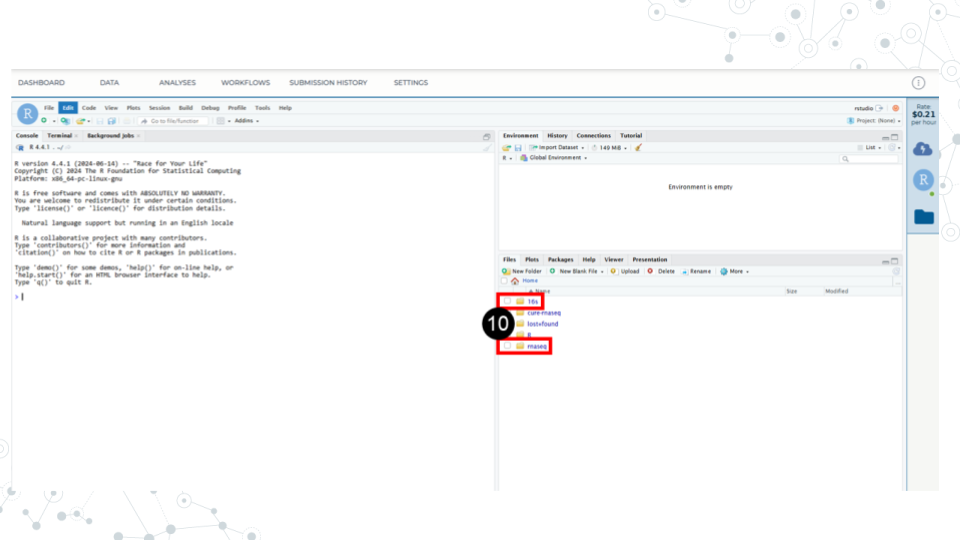 DASHBOARD DATA ANALYSES WORKFLOWS SUBMISSION HISTORY SETTINGS
R File Edit Code View Plots Session Build Debug Profile Tools Help rstudio
Go to file/function Addins Project: (None)
Rate
$0.21
per hour
R
Console Terminal Background Jobs
R 4.4.1 . ~/
R version 4.4.1 (2024-06-14) -- "Race for Your Life"
Copyright (C) 2024 The R Foundation for Statistical Computing
Platform: x86_64-pc-linux-gnu
R is free software and comes with ABSOLUTELY NO WARRANTY.
You are welcome to redistribute it under certain conditions.
Type 'license()' or 'licence()' for distribution details.
Natural language support but running in an English locale
R is a collaborative project with many contributors.
Type 'contributors()' for more information and
'citation()' on how to cite R or R packages in publications.
Type 'demo()' for some demos, 'help()' for on-line help, or
'help.start()' for an HTML browser interface to help.
Type 'q()' to quit R.
>
Environment History Connections Tutorial
Import Dataset 149 MiB List
R Global Environment
Environment is empty
Files Plots Packages Help Viewer Presentation
New Folder New Blank File Upload Delete Rename More
Home
Name Size Modified
16s
cure-rnaseq
lost+found
R
rnaseq
10